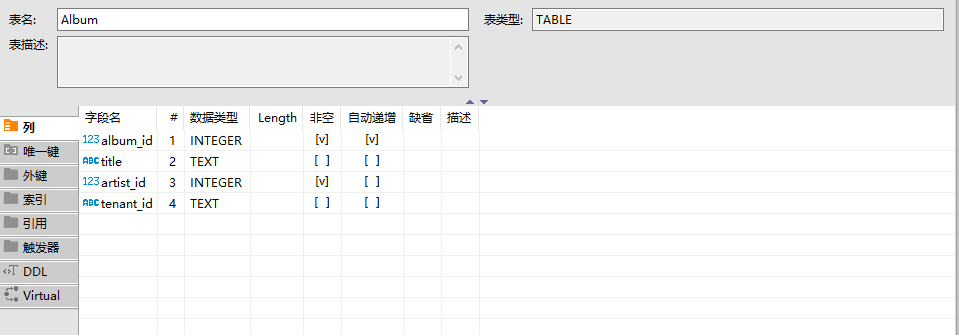 表名: Album 表类型: TABLE
表描述:
字段名 # 数据类型 Length 非空 自动递增 缺省 描述
列
唯一键
外键
索引
引用
触发器
DDL
Virtual
123 album_id 1 INTEGER [v] [v]
ABC title 2 TEXT [ ] [ ]
123 artist_id 3 INTEGER [v] [ ]
ABC tenant_id 4 TEXT [ ] [ ]